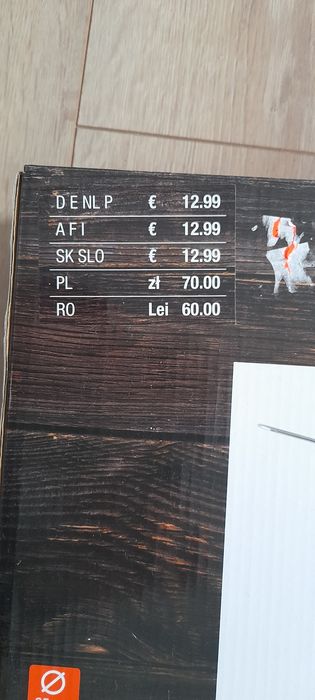 D E NL P € 12.99
A F I € 12.99
SK SLO € 12.99
PL zł 70.00
RO Lei 60.00
Ø